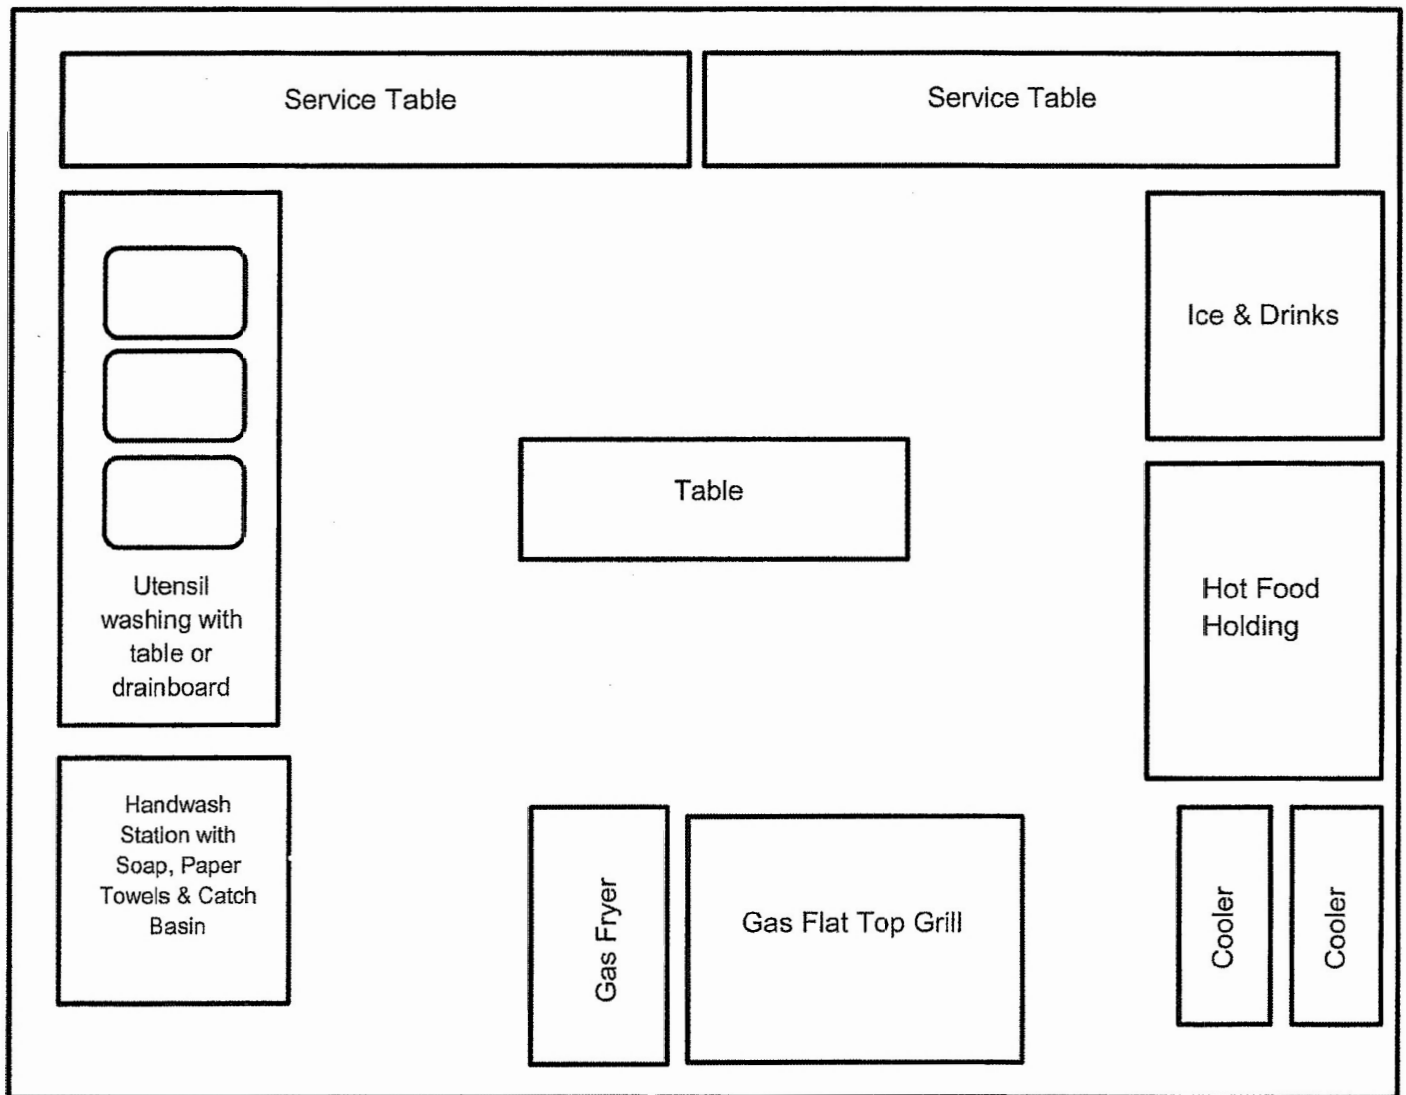 Service Table
Service Table
Ice & Drinks
Table
Utensil
washing with
table or
drainboard
Hot Food
Holding
Handwash
Station with
Soap, Paper
Towels & Catch
Basin
Gas Fryer
Gas Flat Top Grill
Cooler
Cooler